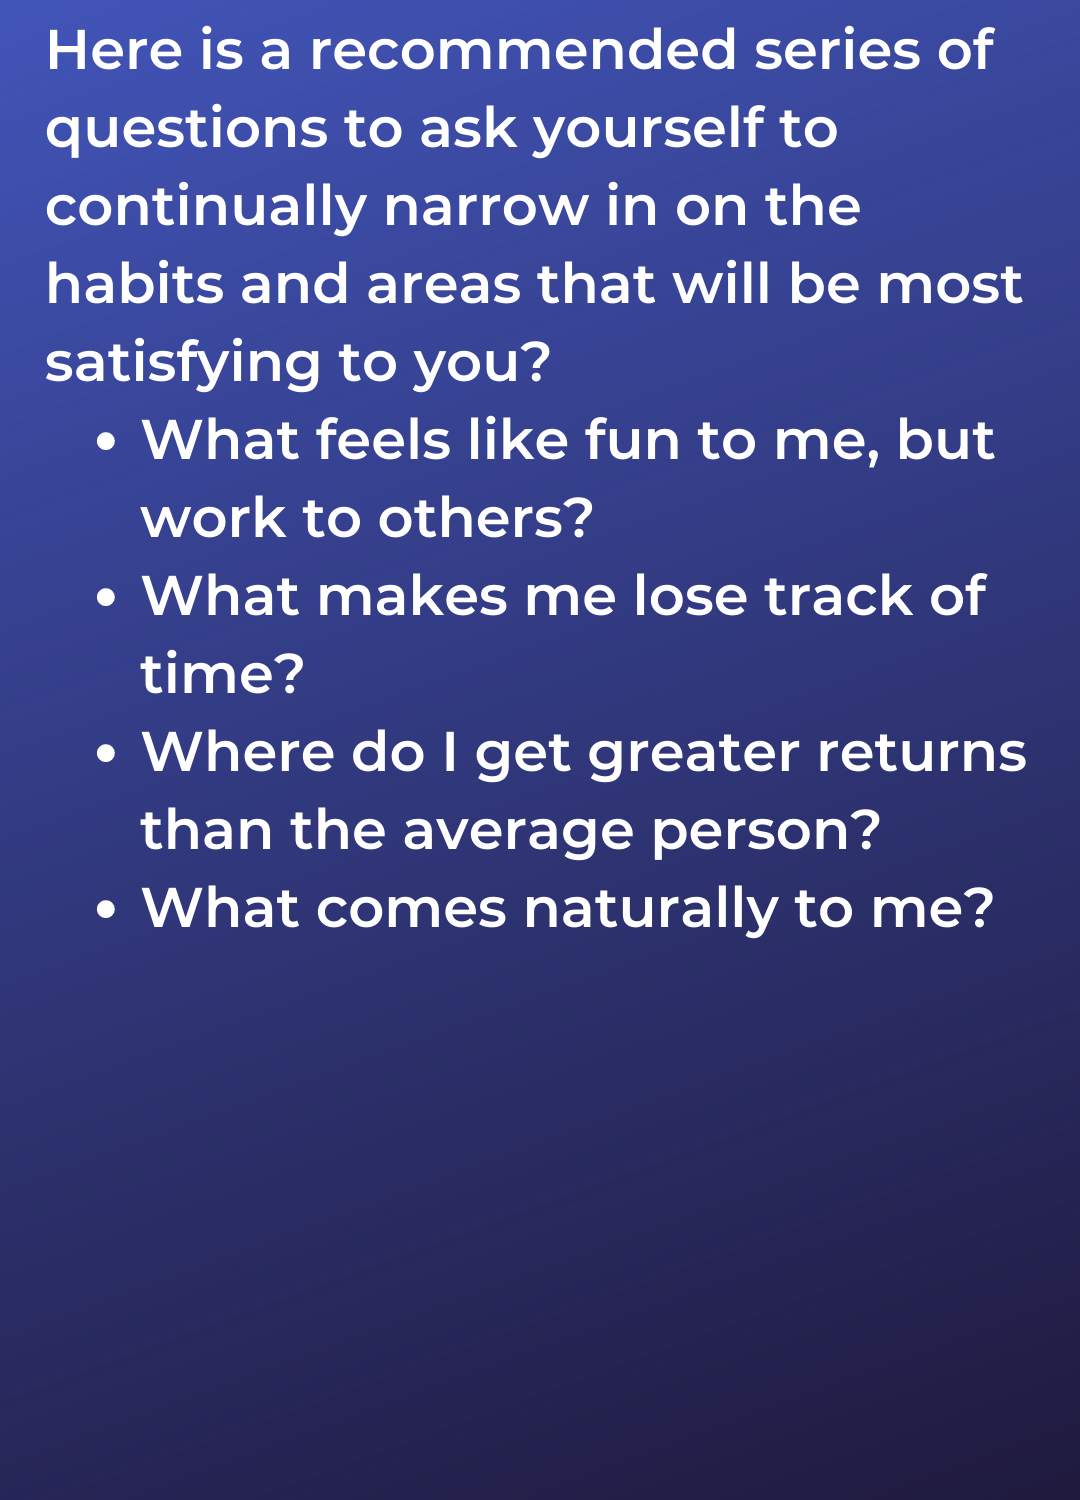 Here is a recommended series of
questions to ask yourself to
continually narrow in on the
habits and areas that will be most
satisfying to you?
• What feels like fun to me, but
work to others?
• What makes me lose track of
time?
• Where do I get greater returns
than the average person?
• What comes naturally to me?